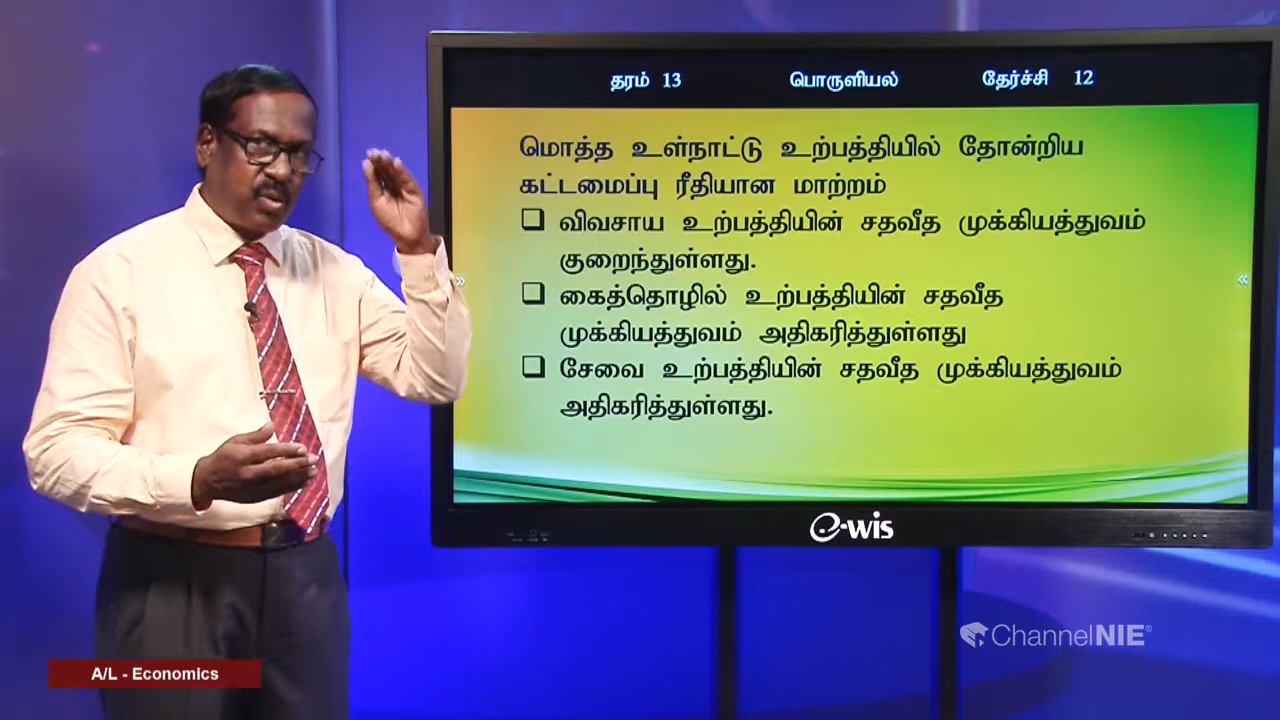 தரம் 13 பொருளியல் தேர்ச்சி 12
மொத்த உள்நாட்டு உற்பத்தியில் தோன்றிய
கட்டமைப்பு ரீதியான மாற்றம்
விவசாய உற்பத்தியின் சதவீத முக்கியத்துவம்
குறைந்துள்ளது.
கைத்தொழில் உற்பத்தியின் சதவீத
முக்கியத்துவம் அதிகரித்துள்ளது
சேவை உற்பத்தியின் சதவீத முக்கியத்துவம்
அதிகரித்துள்ளது.
e-wis
ChannelNIE®
A/L - Economics